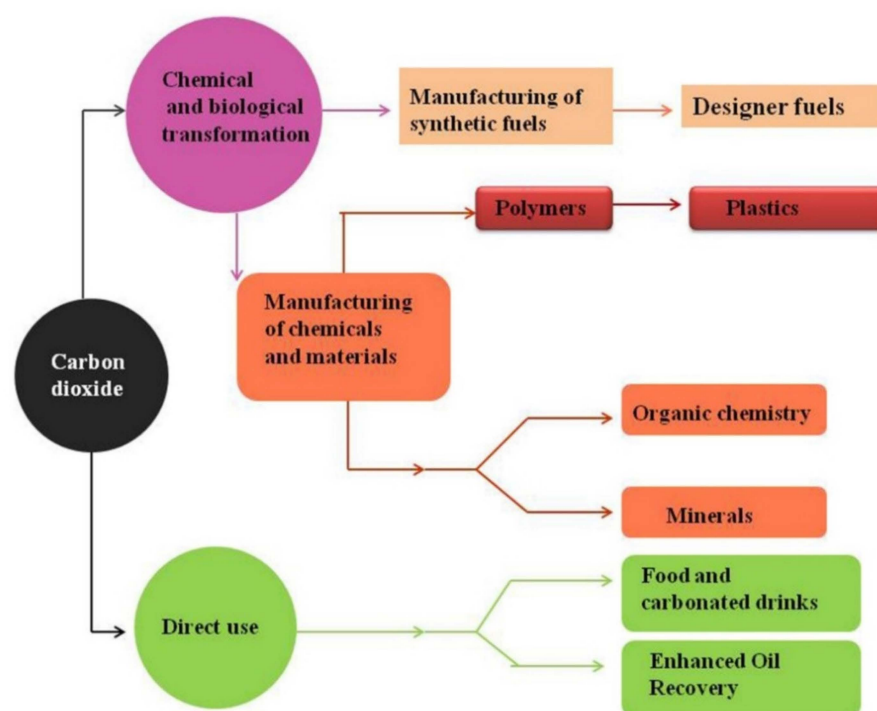 Chemical
and biological
transformation
Manufacturing of
synthetic fuels
Designer fuels
Polymers
Plastics
Manufacturing
of chemicals
and materials
Carbon
dioxide
Organic chemistry
Minerals
Direct use
Food and
carbonated drinks
Enhanced Oil
Recovery